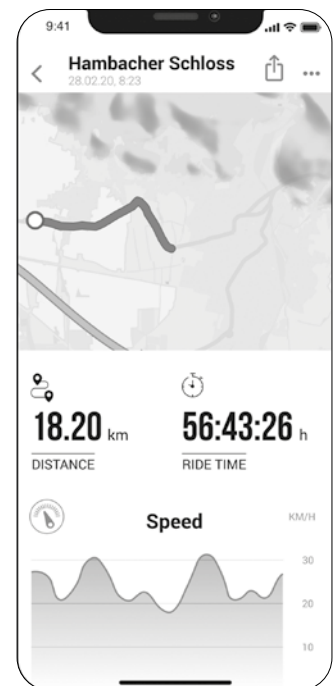 9:41
Hambacher Schloss
28.02.20, 8:23
18.20 km
DISTANCE
56:43:26 h
RIDE TIME
Speed
KM/H
30
20
10